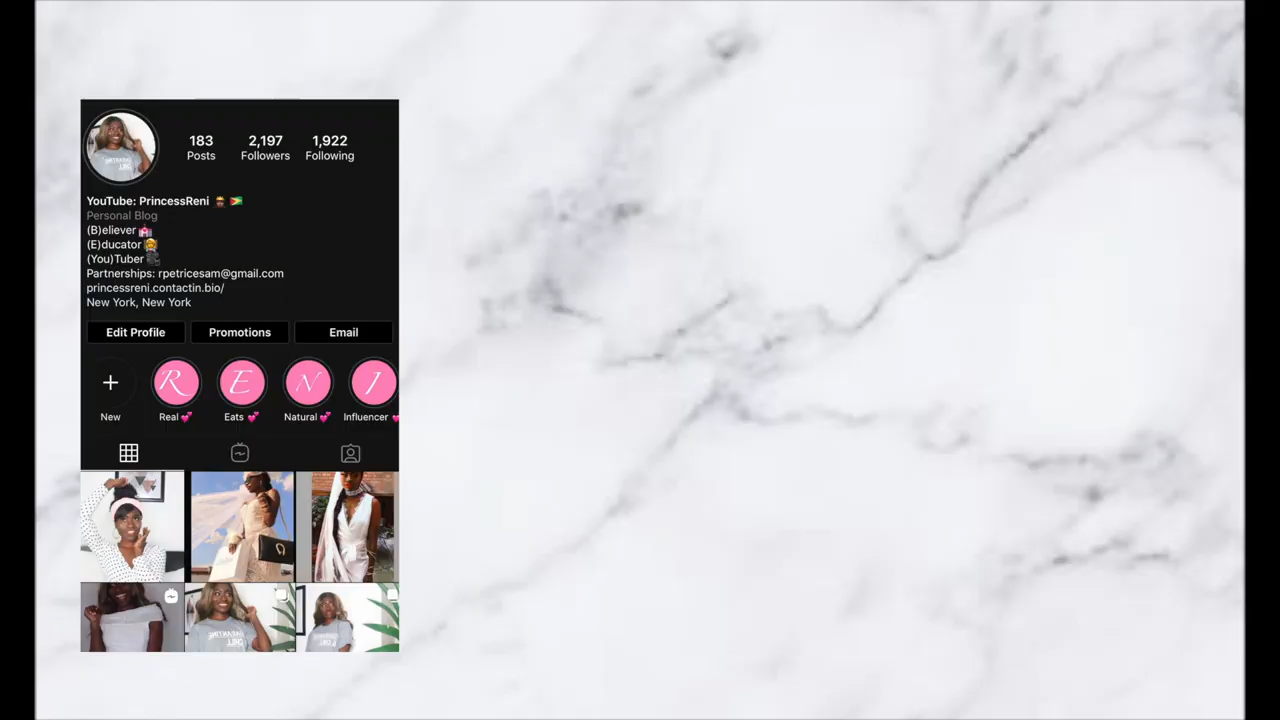 183 2,197 1,922
Posts Followers Following
YouTube: PrincessReni
Personal Blog
(B)eliever
(E)ducator
(You)Tuber
Partnerships: rpetricesam@gmail.com
princessreni.contactin.bio/
New York, New York
Edit Profile Promotions Email
R E N I
New Real Eats Natural Influencer